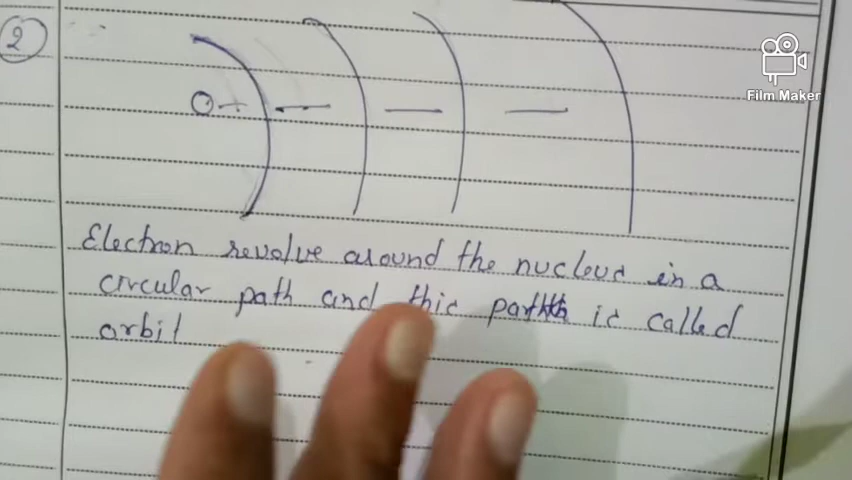 2
Film Maker
Electron revolve around the nucleus in a
circular path and this path is called
orbit